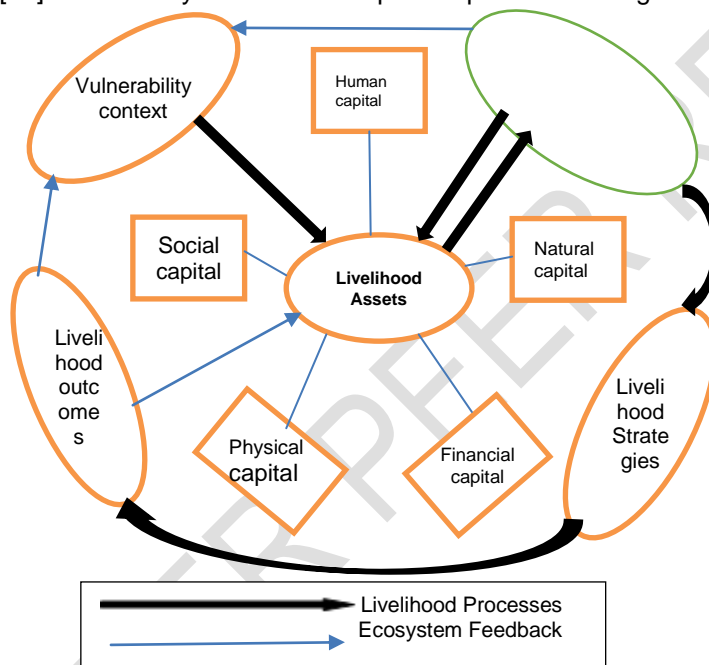 Vulnerability
context
Human
capital
Social
capital
Natural
capital
Livelihood
Assets
Liveli
hood
outc
ome
s
Liveli
hood
Strate
gies
Physical
capital
Financial
capital
Livelihood Processes
Ecosystem Feedback